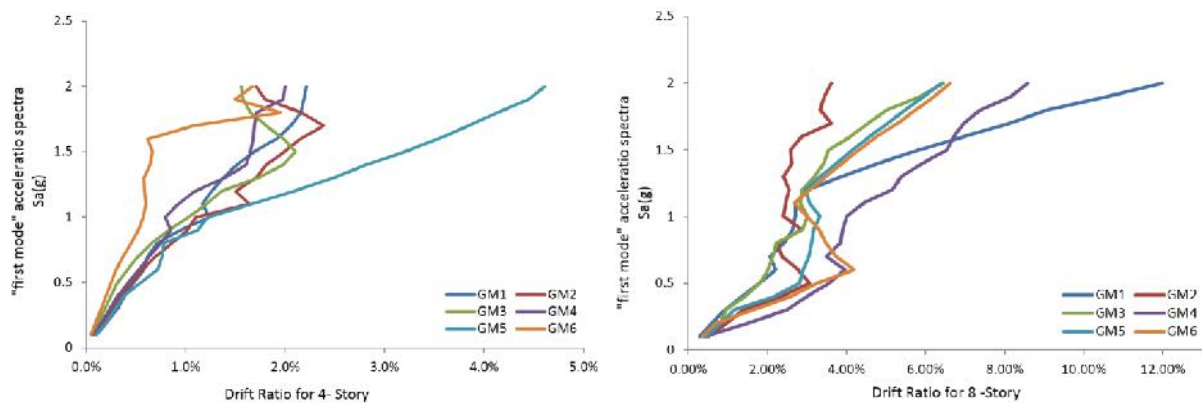 2.5
2
1.5
1
0.5
0
"first mode" acceleratio spectra
Sa(g)
GM1 GM2
GM3 GM4
GM5 GM6
0.0% 1.0% 2.0% 3.0% 4.0% 5.0%
Drift Ratio for 4- Story
2.5
2
1.5
1
0.5
0
"first mode" acceleratio spectra
Sa(g)
GM1 GM2
GM3 GM4
GM5 GM6
0.00% 2.00% 4.00% 6.00% 8.00% 10.00% 12.00%
Drift Ratio for 8 -Story